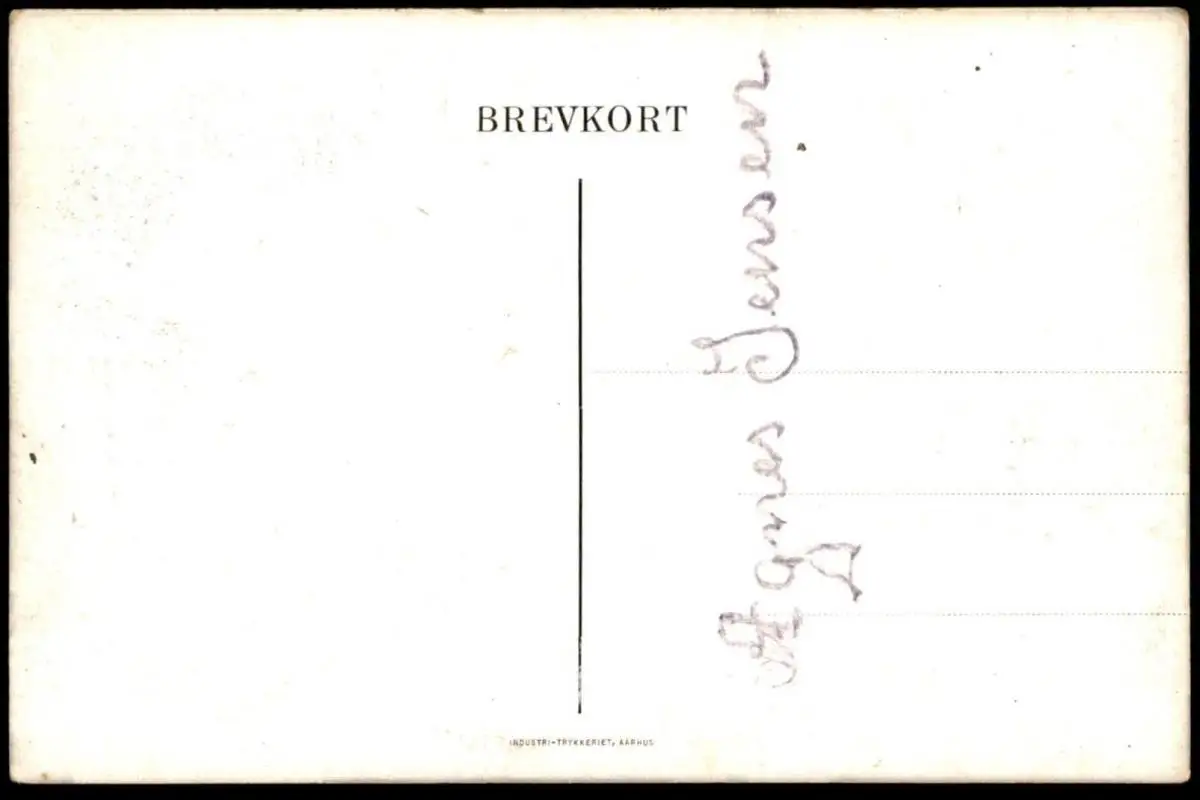 BREVKORT
Agnes Jensen
INDUSTRI-TRYKKERIET, AARHUS